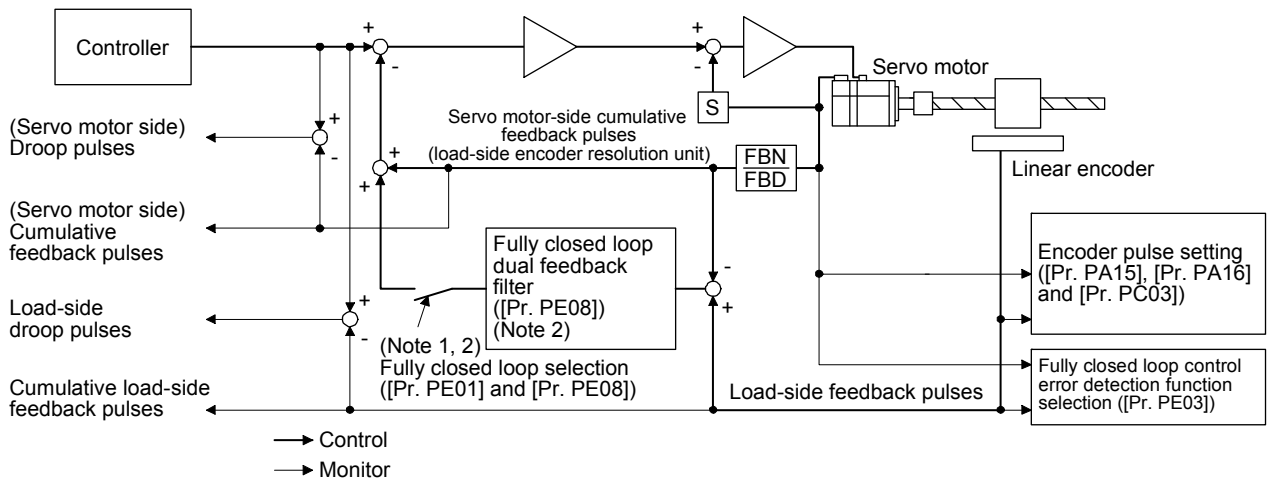 Controller
+
-
+
-
Servo motor
S
(Servo motor side)
Droop pulses
+
-
Servo motor-side cumulative
feedback pulses
(load-side encoder resolution unit)
+
+
FBN
FBD
Linear encoder
(Servo motor side)
Cumulative
feedback pulses
Fully closed loop
dual feedback
filter
([Pr. PE08])
(Note 2)
-
+
Encoder pulse setting
([Pr. PA15], [Pr. PA16]
and [Pr. PC03])
Load-side
droop pulses
+
-
(Note 1, 2)
Fully closed loop selection
([Pr. PE01] and [Pr. PE08])
Fully closed loop control
error detection function
selection ([Pr. PE03])
Cumulative load-side
feedback pulses
Load-side feedback pulses
Control
Monitor